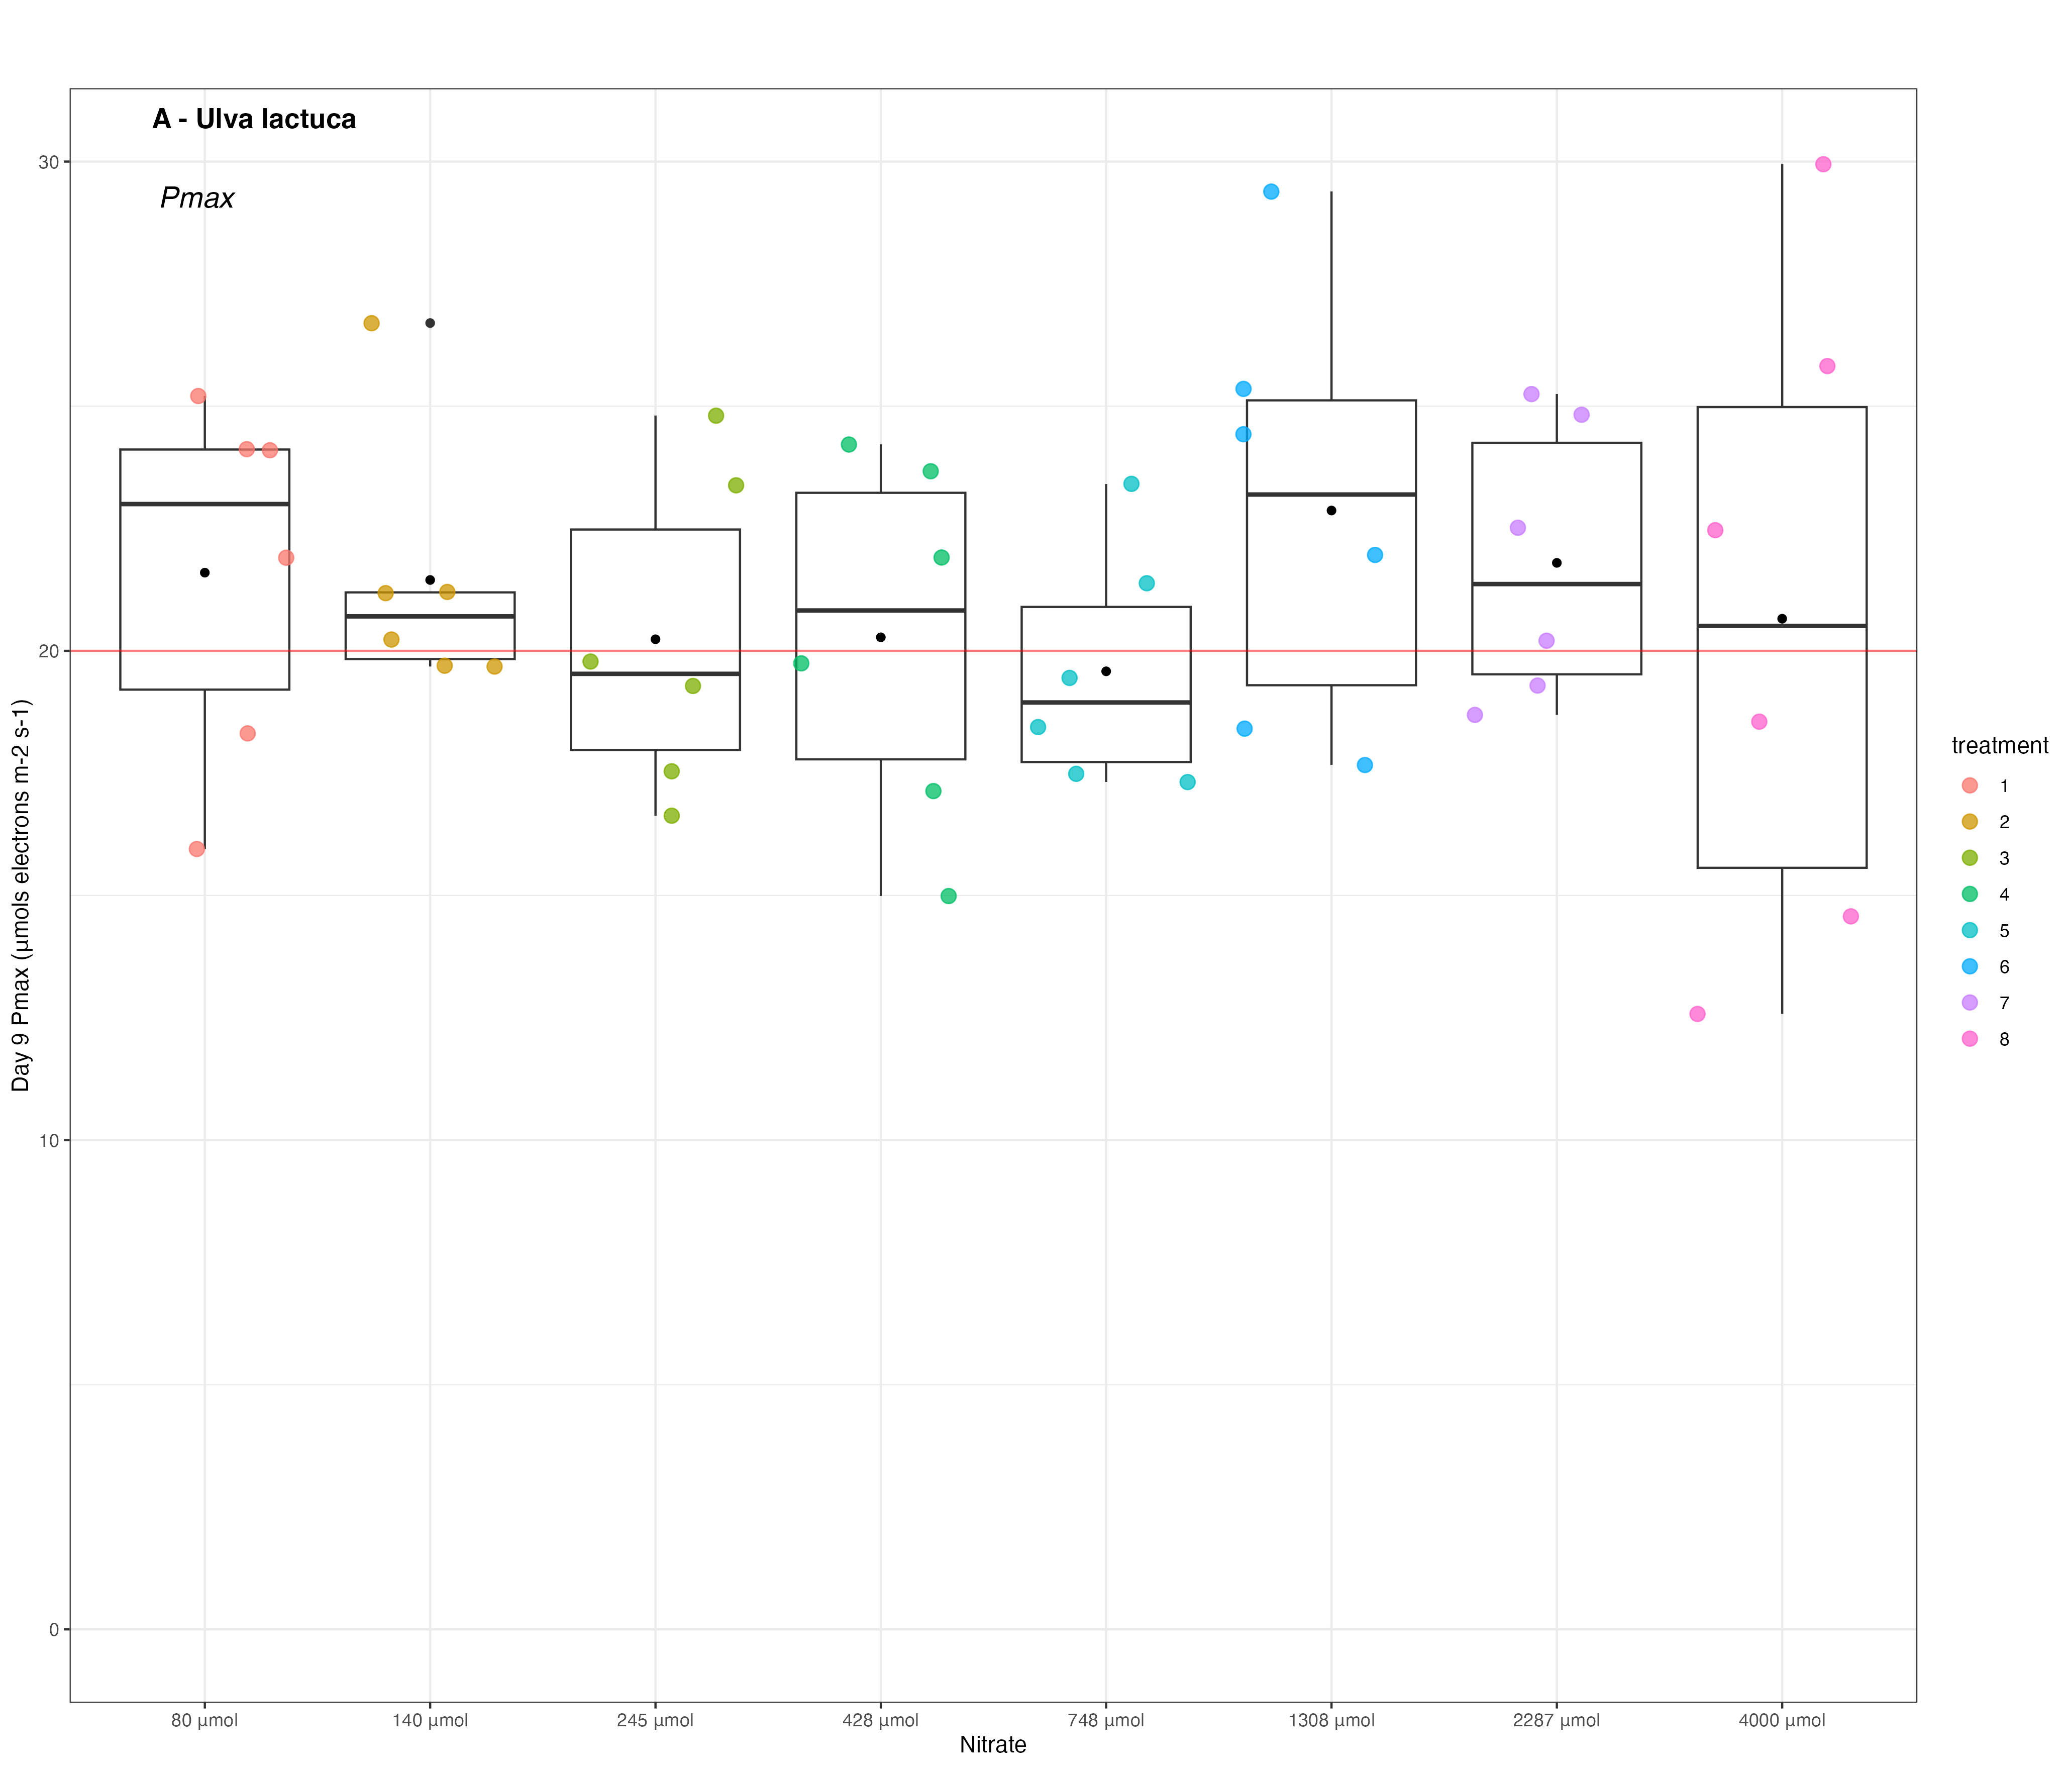 A - Ulva lactuca
Pmax
30
20
10
0
Day 9 Pmax (µmols electrons m-2 s-1)
80 µmol
140 µmol
245 µmol
428 µmol
748 µmol
1308 µmol
2287 µmol
4000 µmol
Nitrate
treatment
1
2
3
4
5
6
7
8